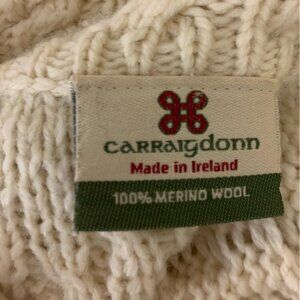 carraigdonn
Made in Ireland
100% MERINO WOOL